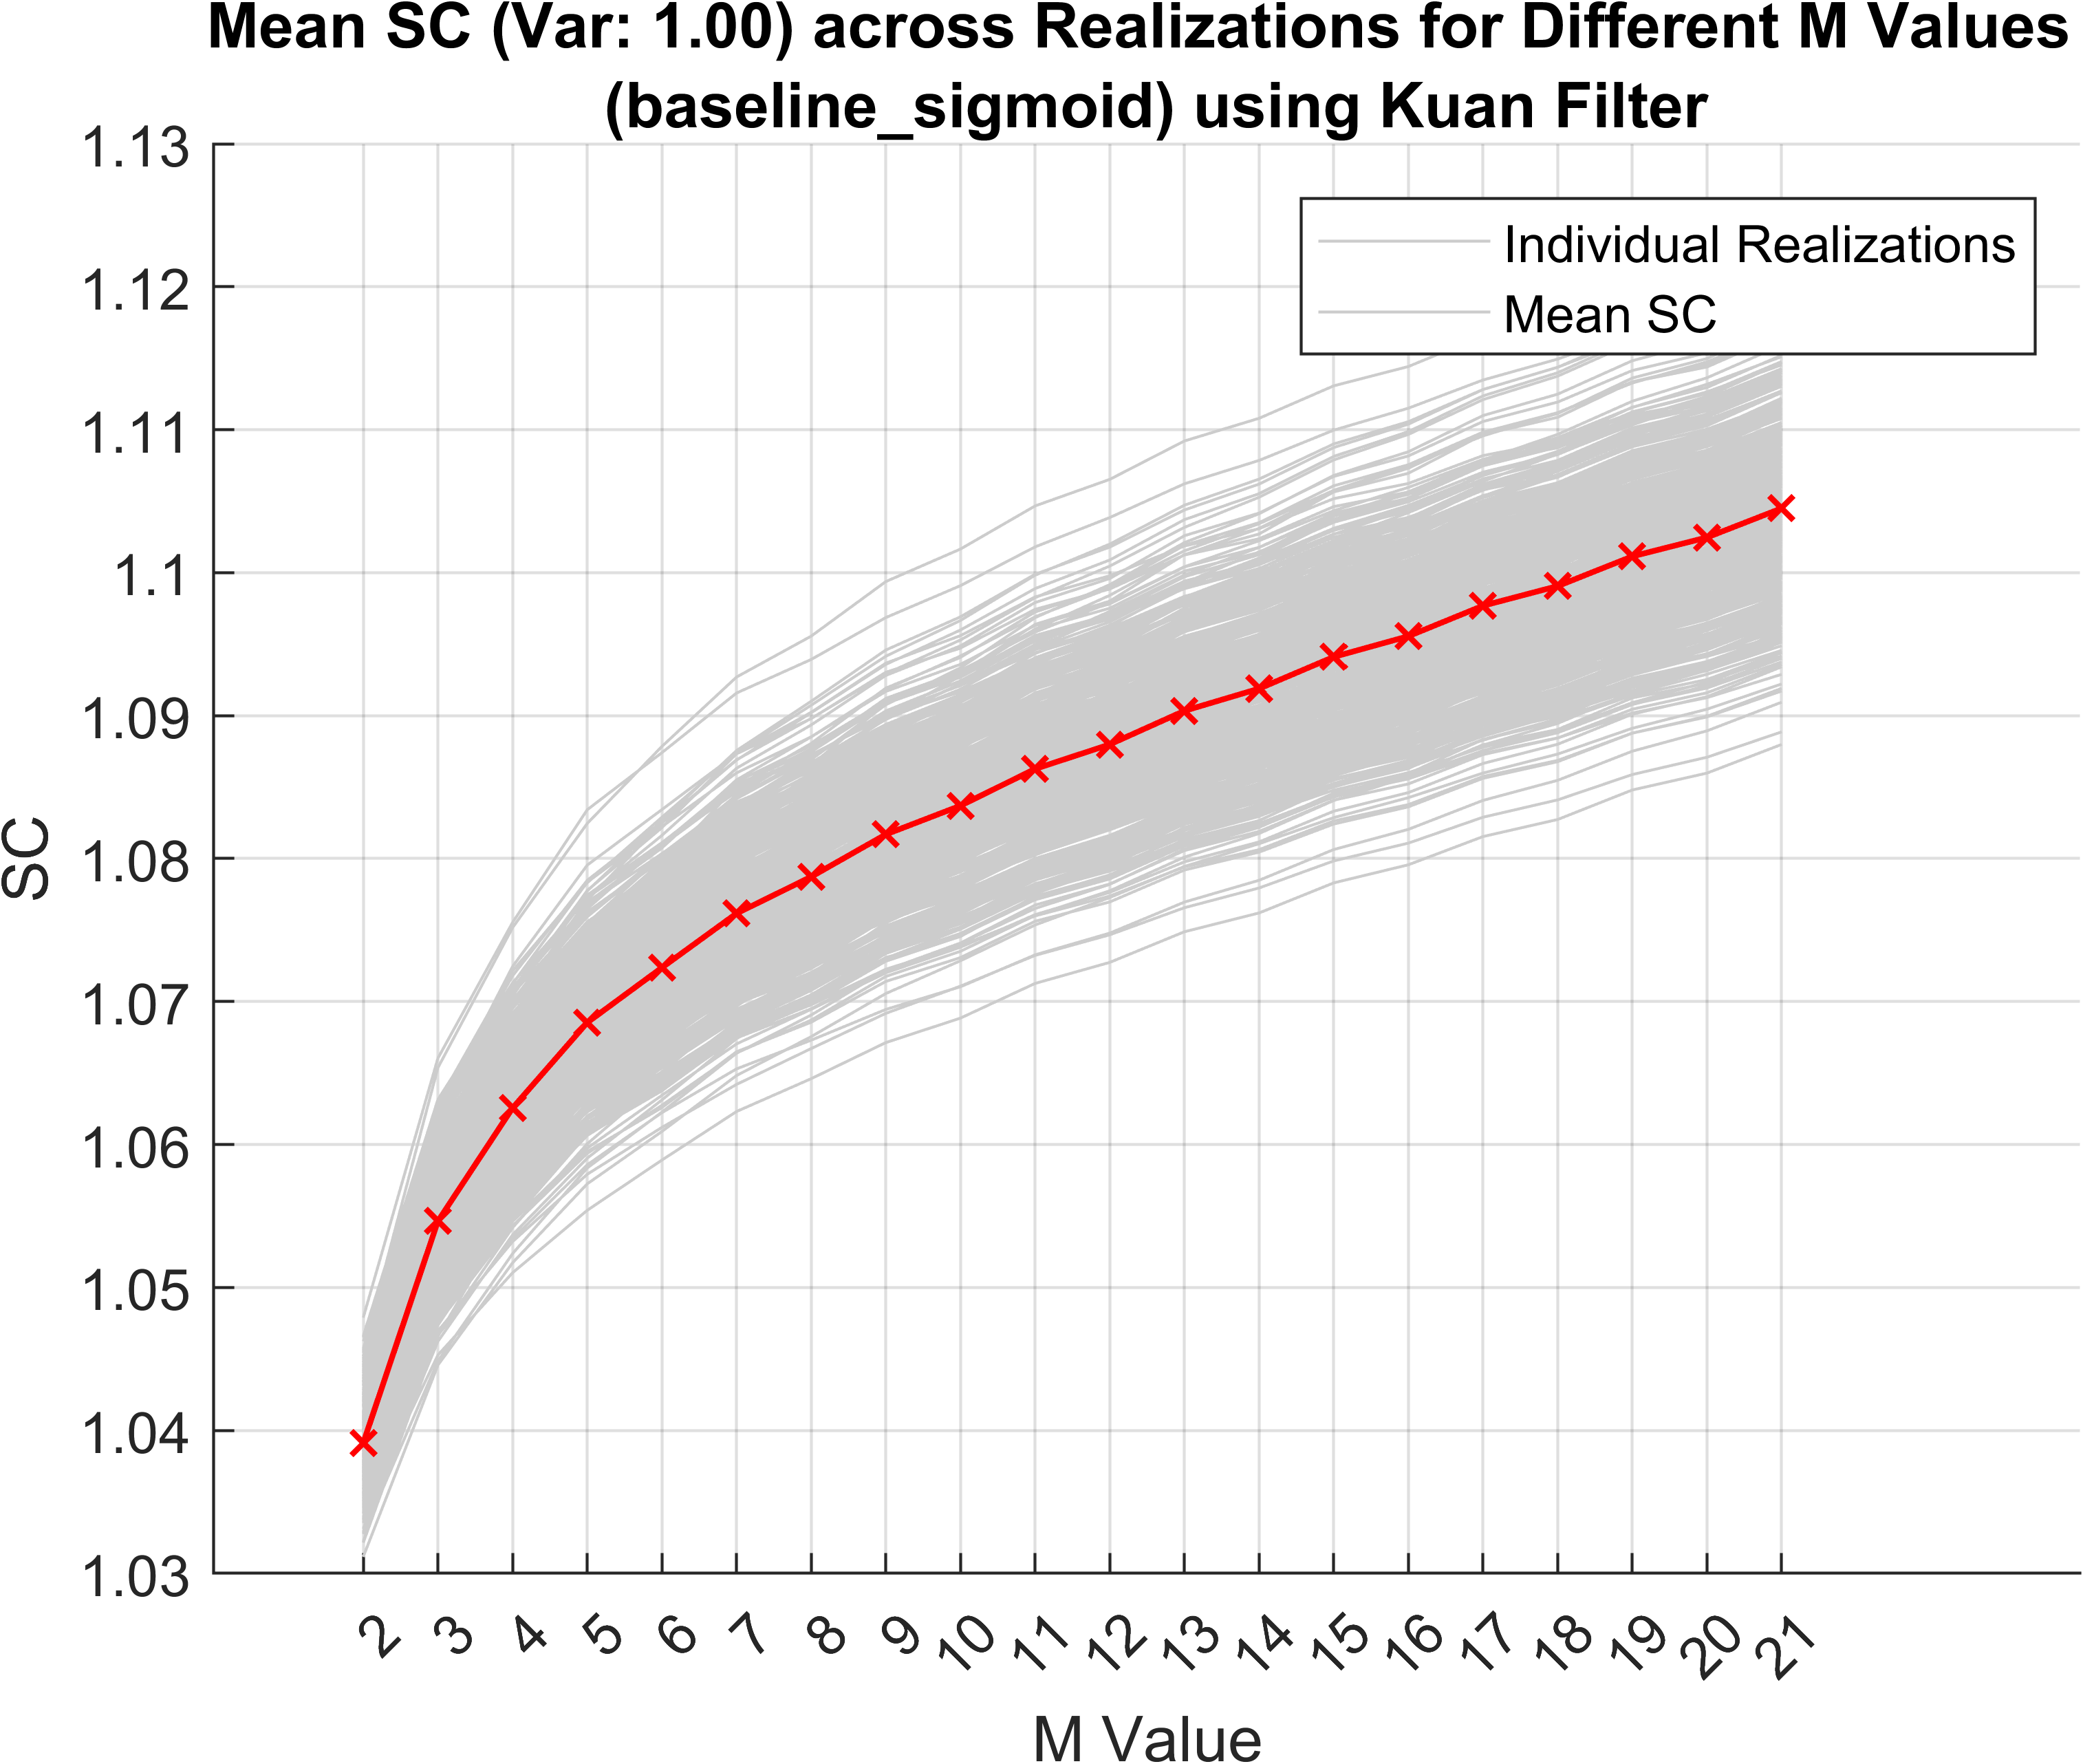 Mean SC (Var: 1.00) across Realizations for Different M Values
(baseline_sigmoid) using Kuan Filter
1.13
1.12
1.11
1.1
1.09
1.08
1.07
1.06
1.05
1.04
1.03
SC
Individual Realizations
Mean SC
2 3 4 5 6 7 8 9 10 11 12 13 14 15 16 17 18 19 20 21
M Value